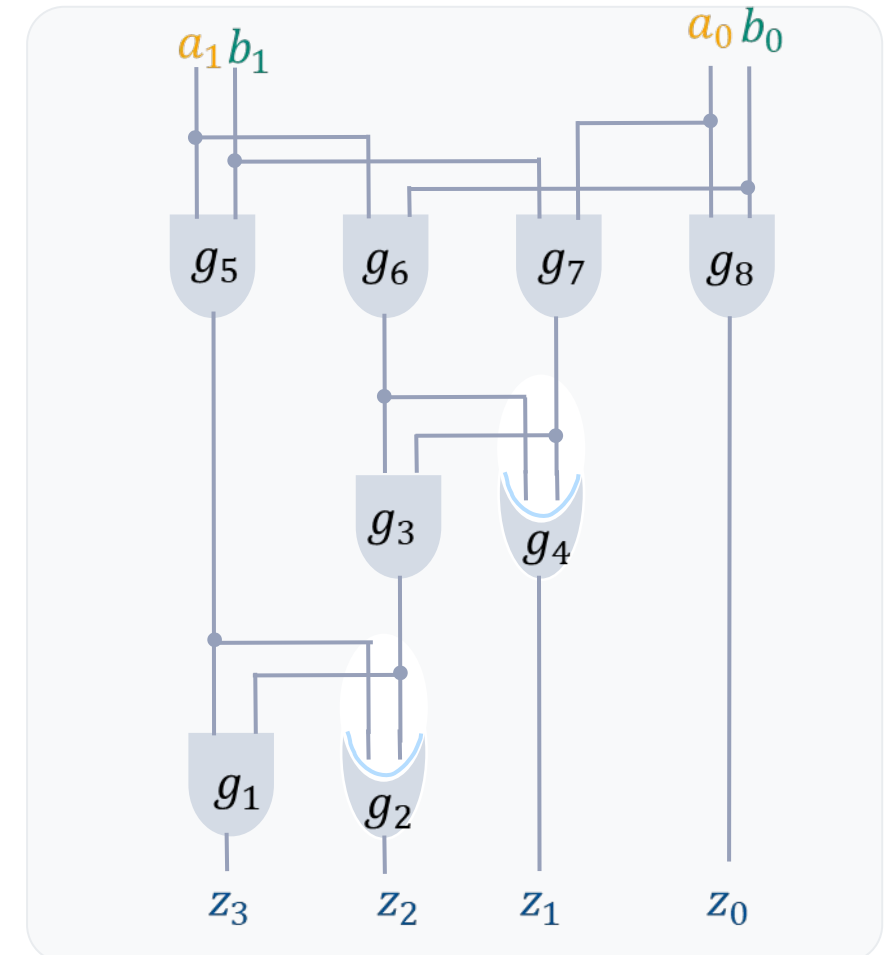 a₁ b₁ a₀ b₀
g₅ g₆ g₇ g₈
g₃ g₄
g₁ g₂
z₃ z₂ z₁ z₀